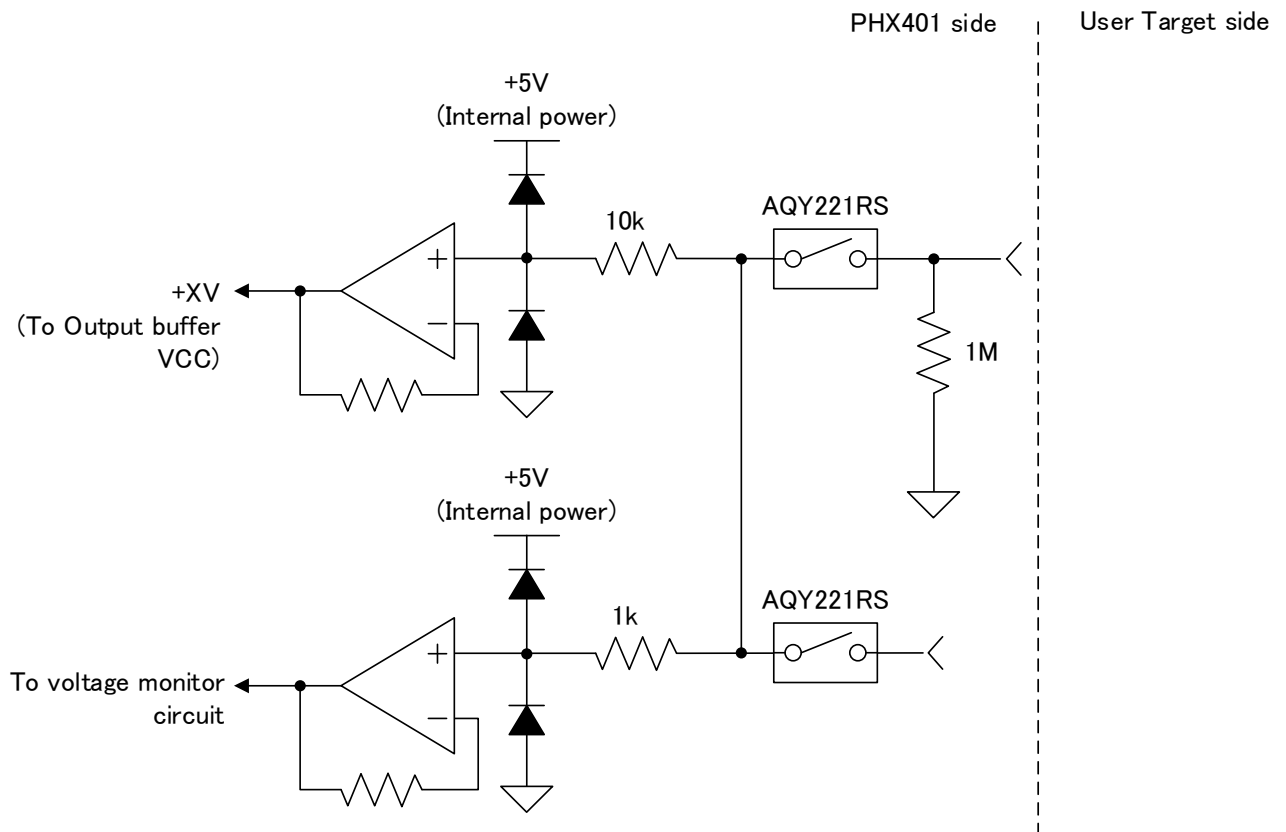 PHX401 side
User Target side
+5V
(Internal power)
10k
AQY221RS
+
−
+XV
(To Output buffer
VCC)
1M
+5V
(Internal power)
1k
AQY221RS
+
−
To voltage monitor
circuit